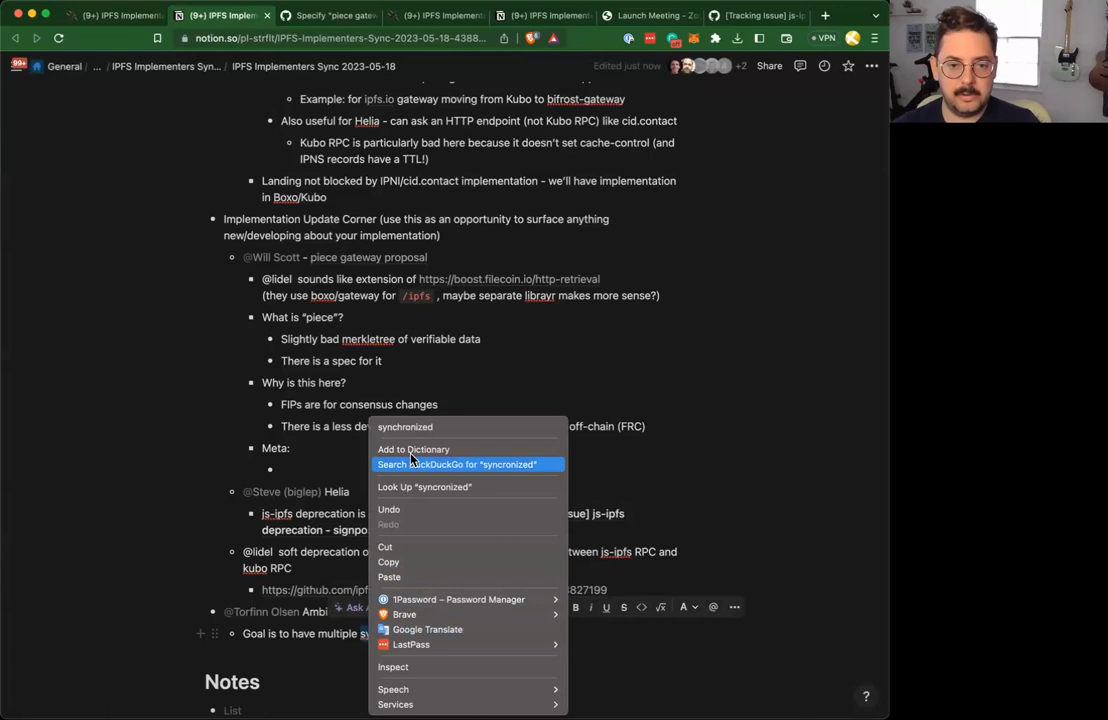 (9+) IPFS Implementa
(9+) IPFS Implem
Specify "piece gatew
(9+) IPFS Implement
(9+) IPFS Implement
Launch Meeting - Zo
[Tracking Issue] js-ip
notion.so/pl-strflt/IPFS-Implementers-Sync-2023-05-18-4388...
VPN
99+
General / ... / IPFS Implementers Syn... / IPFS Implementers Sync 2023-05-18
Edited just now
+2
Share
Example: for ipfs.io gateway moving from Kubo to bifrost-gateway
Also useful for Helia - can ask an HTTP endpoint (not Kubo RPC) like cid.contact
Kubo RPC is particularly bad here because it doesn't set cache-control (and
IPNS records have a TTL!)
Landing not blocked by IPNI/cid.contact implementation - we'll have implementation
in Boxo/Kubo
Implementation Update Corner (use this as an opportunity to surface anything
new/developing about your implementation)
@Will Scott - piece gateway proposal
@lidel sounds like extension of https://boost.filecoin.io/http-retrieval
(they use boxo/gateway for /ipfs , maybe separate librayr makes more sense?)
What is "piece"?
Slightly bad merkletree of verifiable data
There is a spec for it
Why is this here?
FIPs are for consensus changes
There is a less de
off-chain (FRC)
Meta:
@Steve (biglep) Helia
js-ipfs deprecation is
sue] js-ipfs
deprecation - signpo
@lidel soft deprecation o
tween js-ipfs RPC and
kubo RPC
https://github.com/ipf
3827199
@Torfinn Olsen Ambi
Ask A
B i U S <> √x A @ •••
Goal is to have multiple sy
synchronized
Add to Dictionary
Search DuckDuckGo for "syncronized"
Look Up "syncronized"
Undo
Redo
Cut
Copy
Paste
1Password – Password Manager
Brave
Google Translate
LastPass
Inspect
Speech
Services
Notes
List
?